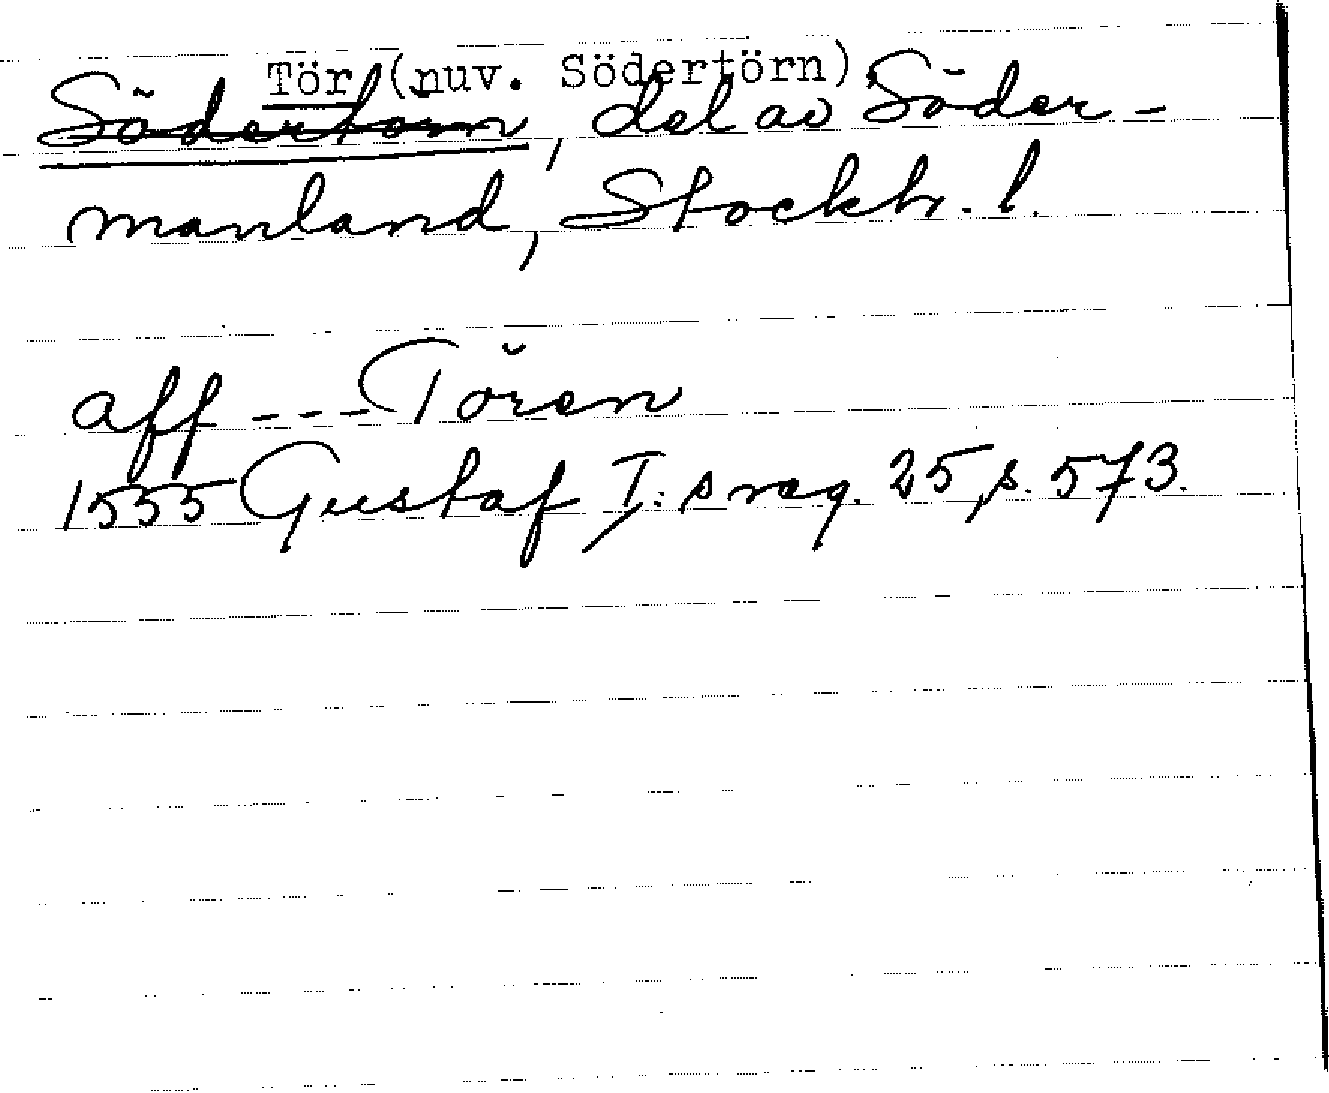 Tör (nuv. Södertörn),
Södertörn, del av Söder-
manland, Stockh. l.
aff --- Tören
1555 Gustaf I:s reg. 25, s. 573.